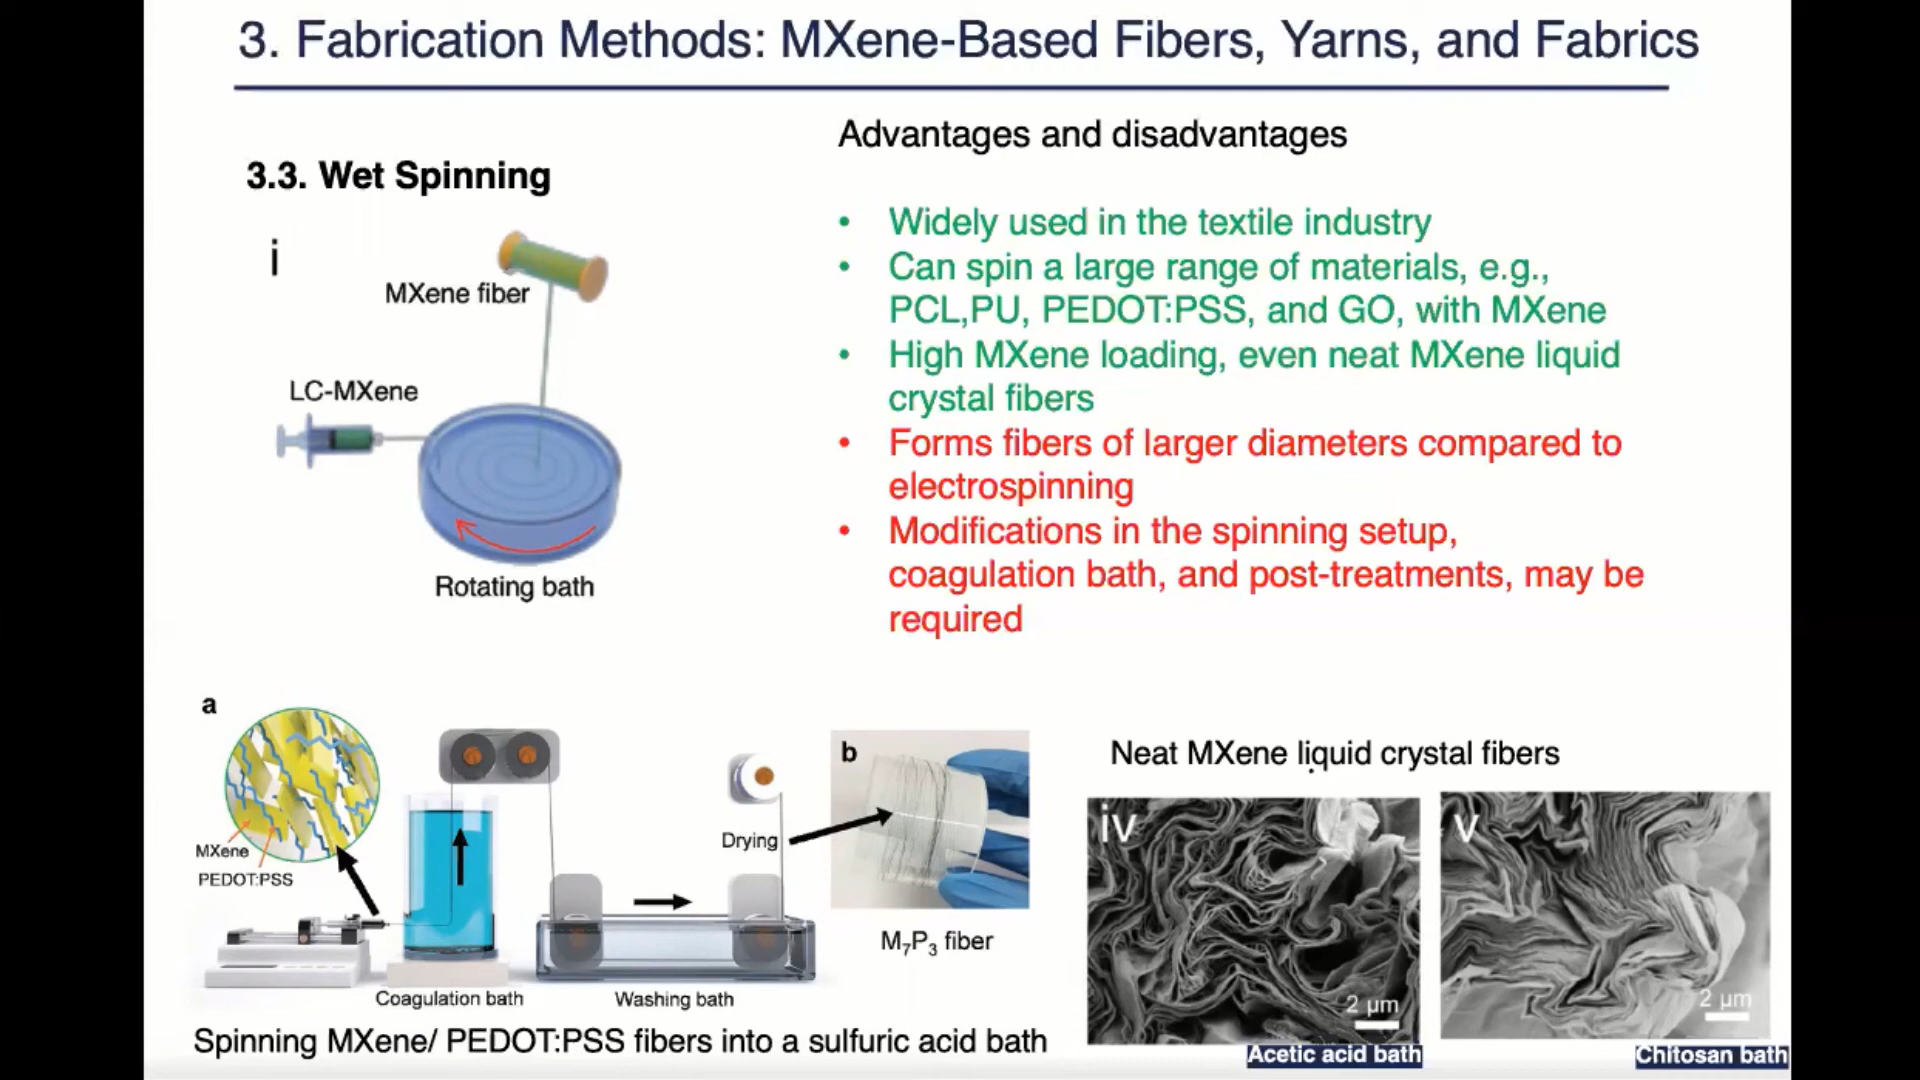 3. Fabrication Methods: MXene-Based Fibers, Yarns, and Fabrics
3.3. Wet Spinning
i
MXene fiber
LC-MXene
Rotating bath
Advantages and disadvantages
• Widely used in the textile industry
• Can spin a large range of materials, e.g.,
PCL,PU, PEDOT:PSS, and GO, with MXene
• High MXene loading, even neat MXene liquid
crystal fibers
• Forms fibers of larger diameters compared to
electrospinning
• Modifications in the spinning setup,
coagulation bath, and post-treatments, may be
required
a
MXene
PEDOT:PSS
Coagulation bath
Washing bath
Drying
b
M₇P₃ fiber
Spinning MXene/ PEDOT:PSS fibers into a sulfuric acid bath
Neat MXene liquid crystal fibers
iv
2 μm
Acetic acid bath
v
2 μm
Chitosan bath